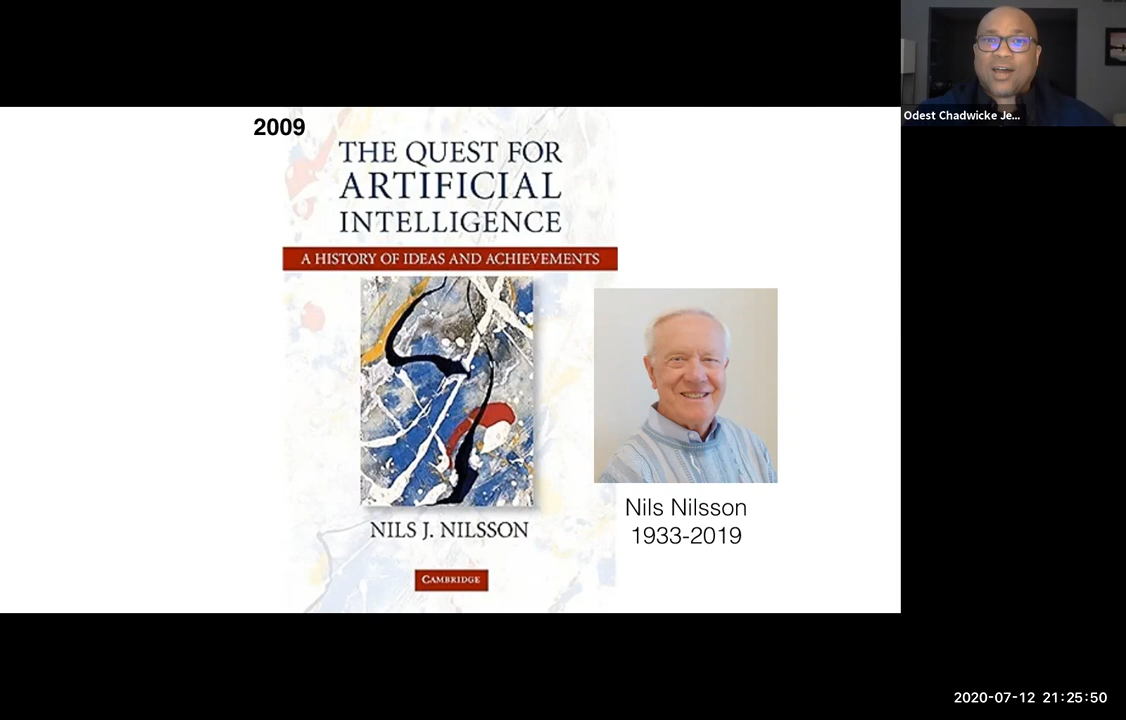 2009
THE QUEST FOR
ARTIFICIAL
INTELLIGENCE
A HISTORY OF IDEAS AND ACHIEVEMENTS
NILS J. NILSSON
CAMBRIDGE
Nils Nilsson
1933-2019
Odest Chadwicke Je...
2020-07-12 21:25:50